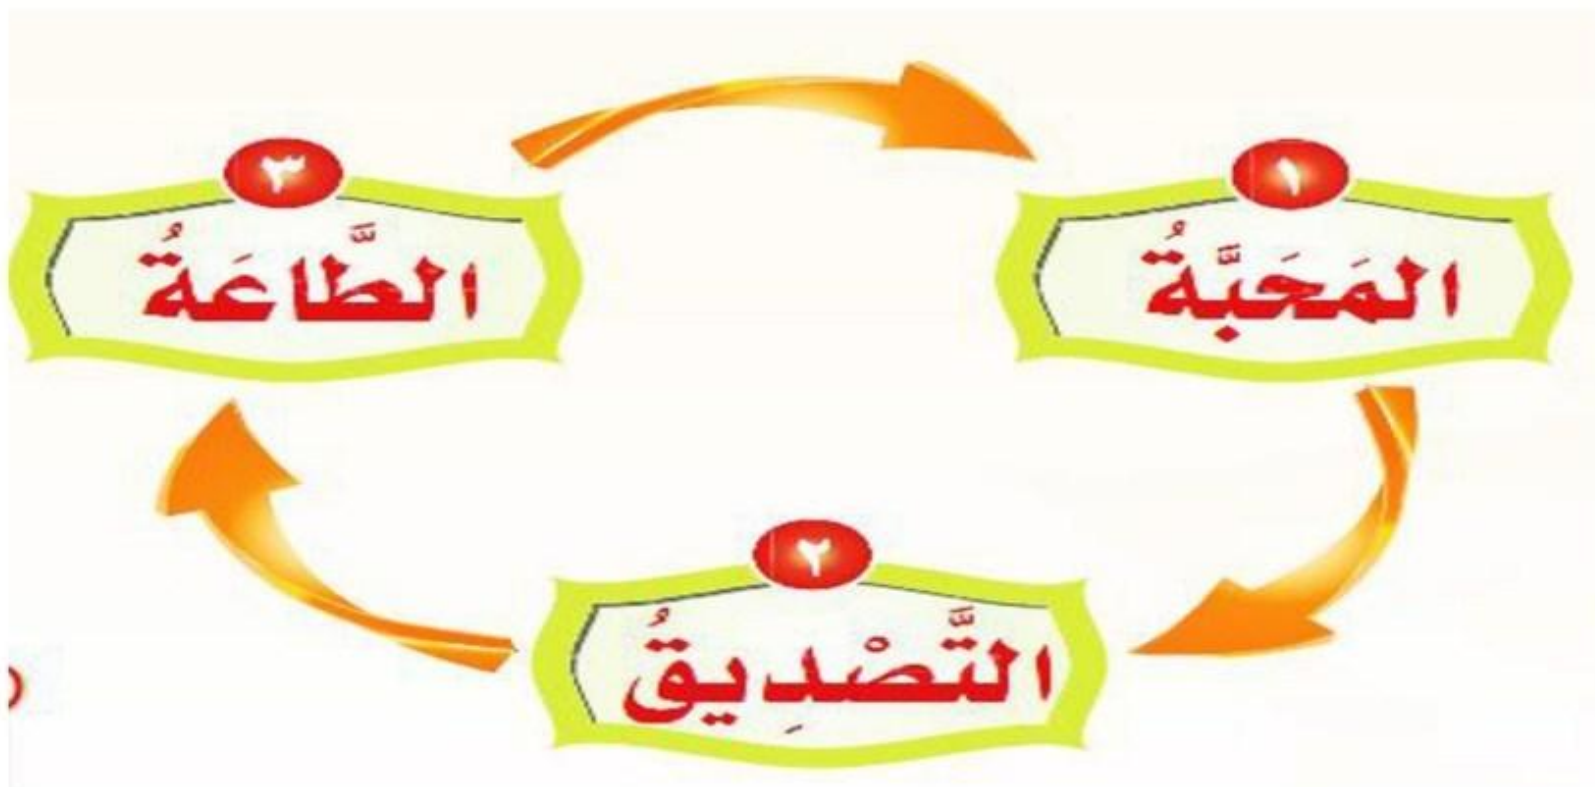 ١
المَحَبَّةُ
٢
التَّصْدِيقُ
٣
الطَّاعَةُ